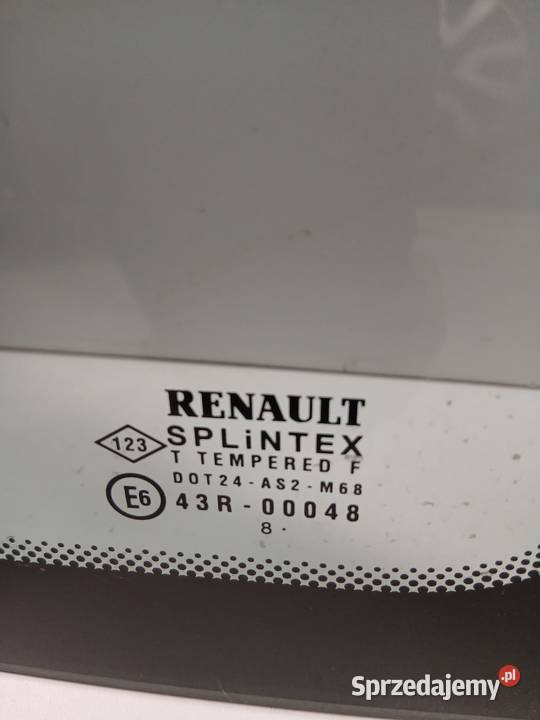 RENAULT
123 SPLiNTEX
T TEMPERED F
DOT24-AS2-M68
E6 43R-00048
8 .
Sprzedajemy.pl